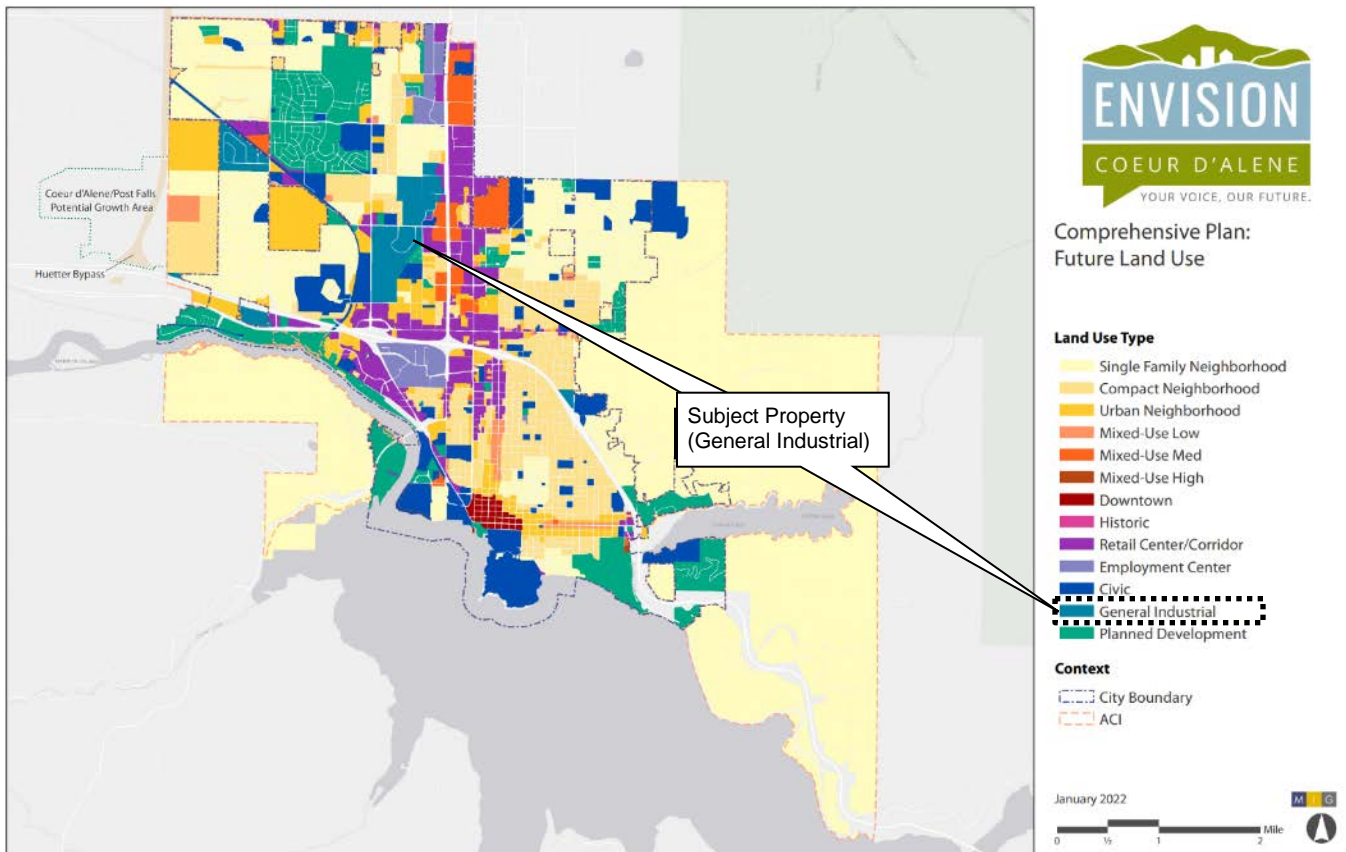 Coeur d'Alene/Post Falls
Potential Growth Area
Huetter Bypass
Subject Property
(General Industrial)
ENVISION
COEUR D'ALENE
YOUR VOICE, OUR FUTURE.
Comprehensive Plan:
Future Land Use
Land Use Type
Single Family Neighborhood
Compact Neighborhood
Urban Neighborhood
Mixed-Use Low
Mixed-Use Med
Mixed-Use High
Downtown
Historic
Retail Center/Corridor
Employment Center
Civic
General Industrial
Planned Development
Context
City Boundary
ACI
January 2022
M I G
Mile
0 ½ 1 2